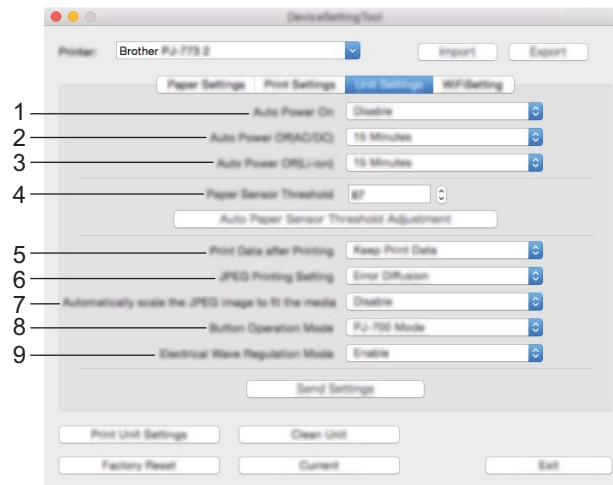 DeviceSettingTool
Printer: Brother PJ-773 2 Import Export
Paper Settings Print Settings Unit Settings WiFiSetting
1 Auto Power On Disable
2 Auto Power Off(AC/DC) 15 Minutes
3 Auto Power Off(Li-ion) 15 Minutes
4 Paper Sensor Threshold 67
Auto Paper Sensor Threshold Adjustment
5 Print Data after Printing Keep Print Data
6 JPEG Printing Setting Error Diffusion
7 Automatically scale the JPEG image to fit the media Disable
8 Button Operation Mode PJ-700 Mode
9 Electrical Wave Regulation Mode Enable
Send Settings
Print Unit Settings Clean Unit
Factory Reset Current Exit